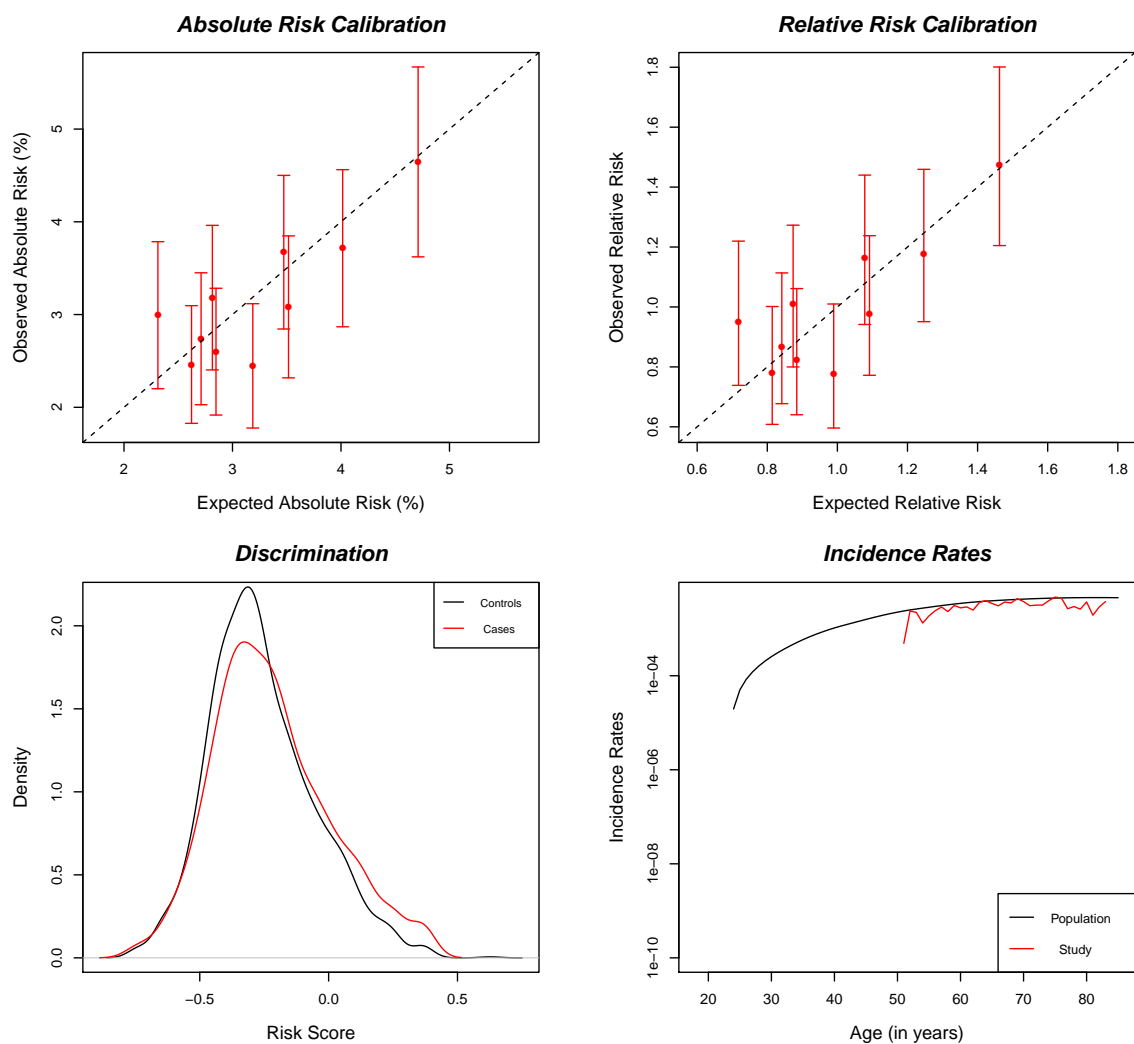 Absolute Risk Calibration
Observed Absolute Risk (%)
5
4
3
2
2 3 4 5
Expected Absolute Risk (%)
Relative Risk Calibration
Observed Relative Risk
1.8
1.6
1.4
1.2
1.0
0.8
0.6
0.6 0.8 1.0 1.2 1.4 1.6 1.8
Expected Relative Risk
Discrimination
Density
2.0
1.5
1.0
0.5
0.0
Controls
Cases
−0.5 0.0 0.5
Risk Score
Incidence Rates
Incidence Rates
1e−04
1e−06
1e−08
1e−10
Population
Study
20 30 40 50 60 70 80
Age (in years)